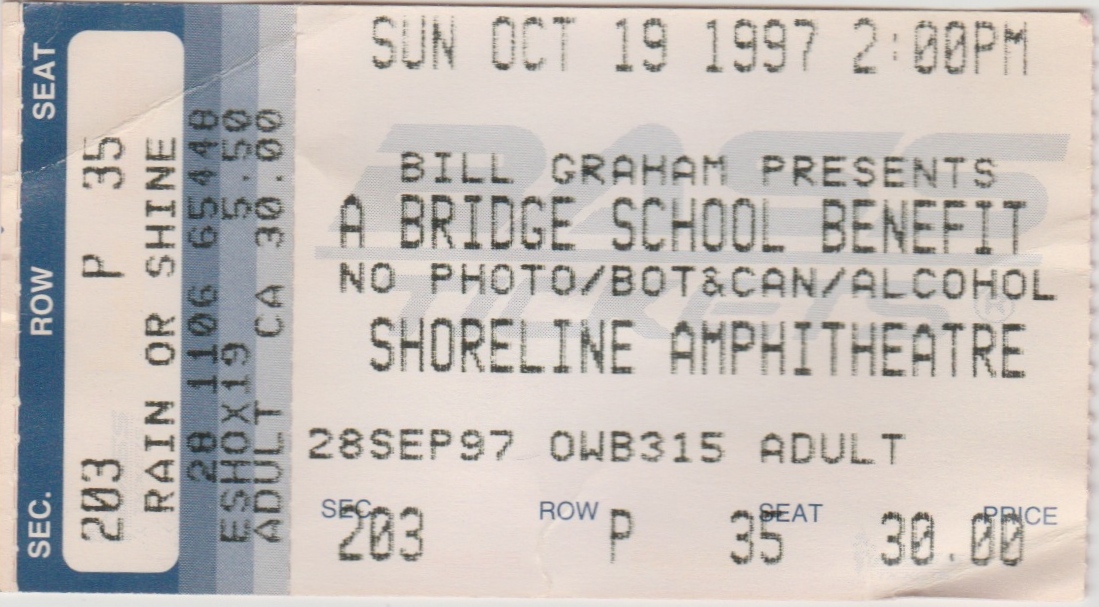 SEAT
ROW
SEC.
203 P 35
RAIN OR SHINE
28 1106 65448
ESHOX19 5.50
ADULT CA 30.00
SUN OCT 19 1997 2:00PM
BASS
TICKETS®
BILL GRAHAM PRESENTS
A BRIDGE SCHOOL BENEFIT
NO PHOTO/BOT&CAN/ALCOHOL
SHORELINE AMPHITHEATRE
28SEP97 OWB315 ADULT
SEC. ROW SEAT PRICE
203 P 35 30.00